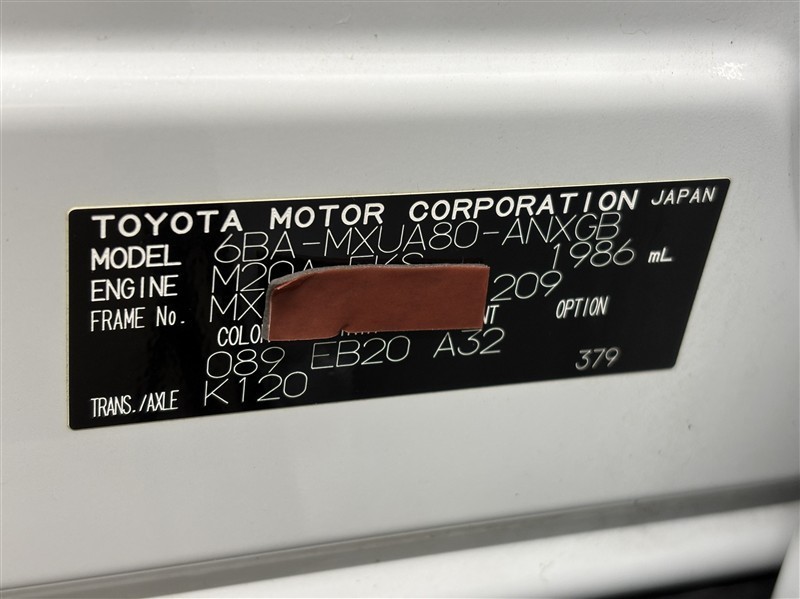 TOYOTA MOTOR CORPORATION JAPAN
MODEL 6BA-MXUA80-ANXGB
ENGINE 1986 mL
FRAME No. MX 209
OPTION
089 EB20 A32 379
TRANS./AXLE K120